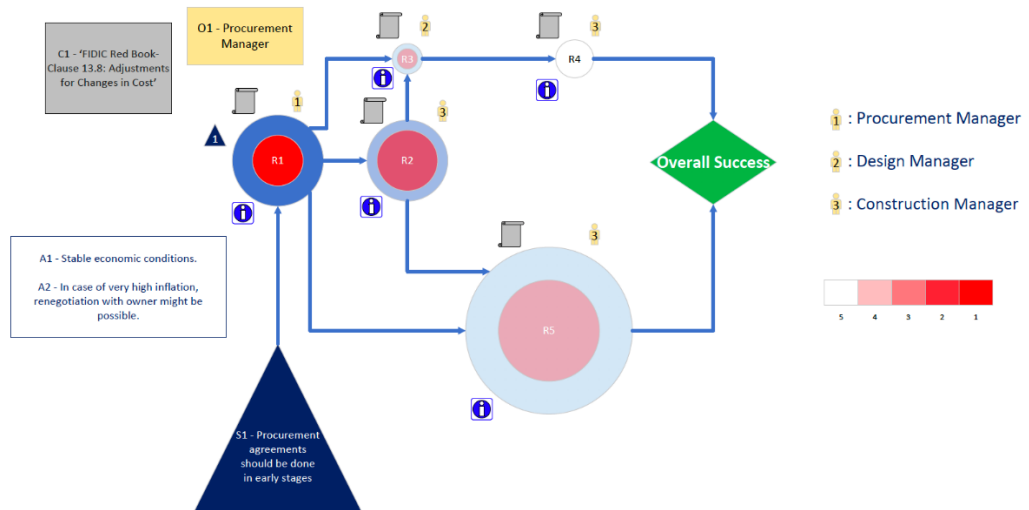 C1 - ‘FIDIC Red Book-
Clause 13.8: Adjustments
for Changes in Cost’
O1 - Procurement
Manager
2
3
R3
R4
1
3
1
R1
R2
Overall Success
1 : Procurement Manager
2 : Design Manager
3 : Construction Manager
3
A1 - Stable economic conditions.
A2 - In case of very high inflation,
renegotiation with owner might be
possible.
R5
5 4 3 2 1
S1 - Procurement
agreements
should be done
in early stages